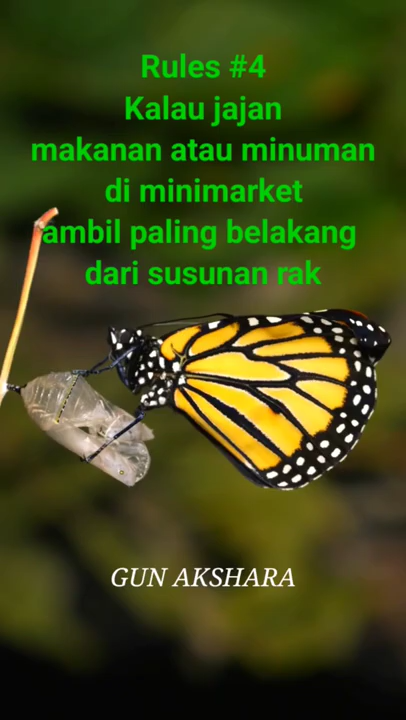 Rules #4
Kalau jajan
makanan atau minuman
di minimarket
ambil paling belakang
dari susunan rak
GUN AKSHARA